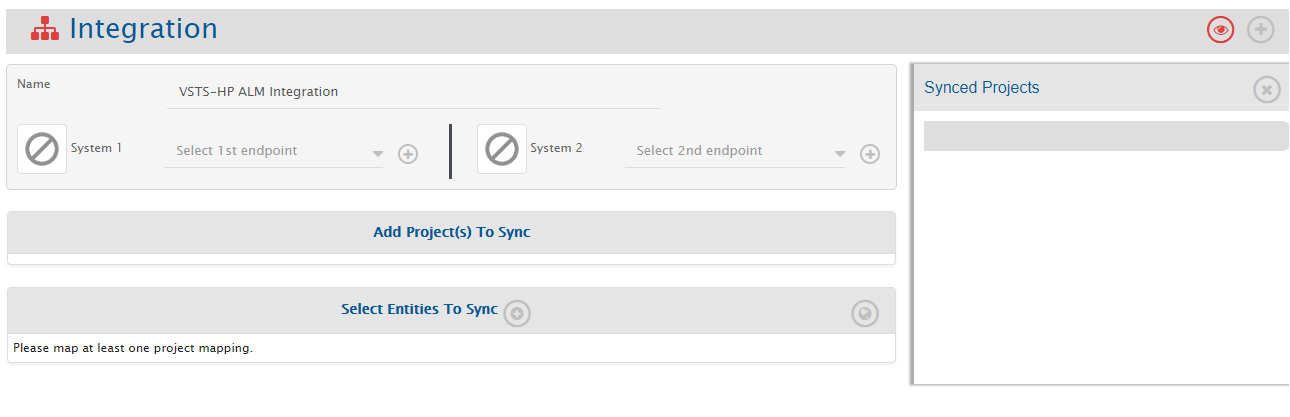 Integration
Name
VSTS-HP ALM Integration
System 1
Select 1st endpoint
System 2
Select 2nd endpoint
Synced Projects
Add Project(s) To Sync
Select Entities To Sync
Please map at least one project mapping.